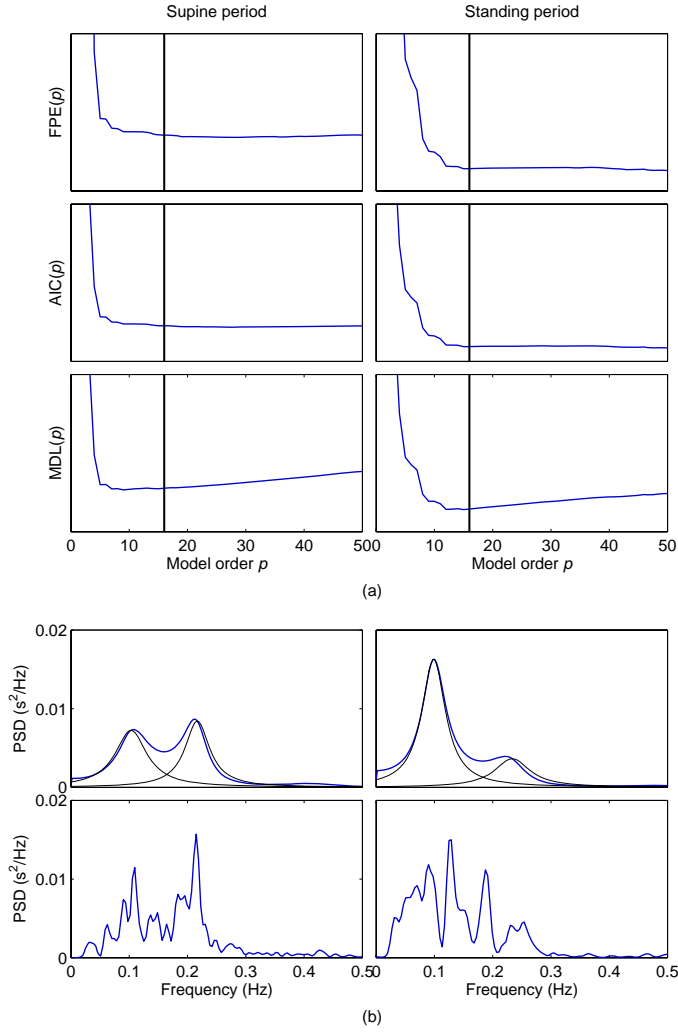 Supine period Standing period
FPE(p)
AIC(p)
MDL(p)
0 10 20 30 40 500 10 20 30 40 50
Model order p Model order p
(a)
0.02
0.01
0
PSD (s²/Hz)
0.02
0.01
0
PSD (s²/Hz)
0 0.1 0.2 0.3 0.4 0.50 0.1 0.2 0.3 0.4 0.5
Frequency (Hz) Frequency (Hz)
(b)